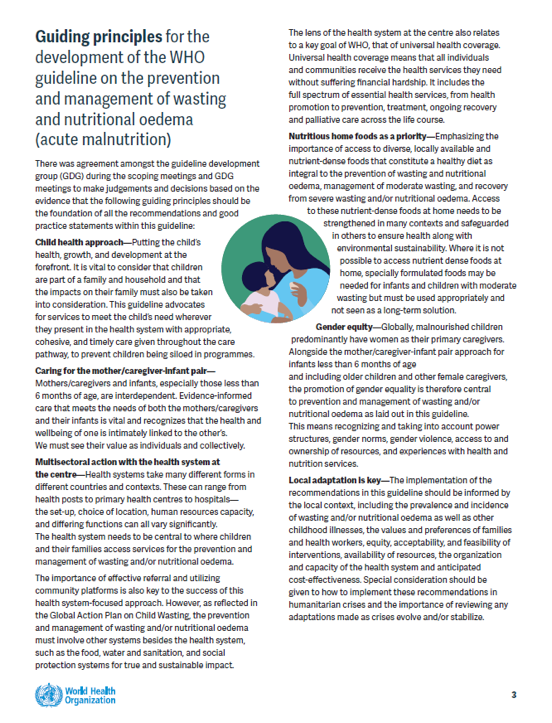 Guiding principles for the
development of the WHO
guideline on the prevention
and management of wasting
and nutritional oedema
(acute malnutrition)
There was agreement amongst the guideline development
group (GDG) during the scoping meetings and GDG
meetings to make judgements and decisions based on the
evidence that the following guiding principles should be
the foundation of all the recommendations and good
practice statements within this guideline:
Child health approach—Putting the child's
health, growth, and development at the
forefront. It is vital to consider that children
are part of a family and household and that
the impacts on their family must also be taken
into consideration. This guideline advocates
for services to meet the child's need wherever
they present in the health system with appropriate,
cohesive, and timely care given throughout the care
pathway, to prevent children being siloed in programmes.
Caring for the mother/caregiver-infant pair—
Mothers/caregivers and infants, especially those less than
6 months of age, are interdependent. Evidence-informed
care that meets the needs of both the mothers/caregivers
and their infants is vital and recognizes that the health and
wellbeing of one is intimately linked to the other's.
We must see their value as individuals and collectively.
Multisectoral action with the health system at
the centre—Health systems take many different forms in
different countries and contexts. These can range from
health posts to primary health centres to hospitals—
the set-up, choice of location, human resources capacity,
and differing functions can all vary significantly.
The health system needs to be central to where children
and their families access services for the prevention and
management of wasting and/or nutritional oedema.
The importance of effective referral and utilizing
community platforms is also key to the success of this
health system-focused approach. However, as reflected in
the Global Action Plan on Child Wasting, the prevention
and management of wasting and/or nutritional oedema
must involve other systems besides the health system,
such as the food, water and sanitation, and social
protection systems for true and sustainable impact.
The lens of the health system at the centre also relates
to a key goal of WHO, that of universal health coverage.
Universal health coverage means that all individuals
and communities receive the health services they need
without suffering financial hardship. It includes the
full spectrum of essential health services, from health
promotion to prevention, treatment, ongoing recovery
and palliative care across the life course.
Nutritious home foods as a priority—Emphasizing the
importance of access to diverse, locally available and
nutrient-dense foods that constitute a healthy diet as
integral to the prevention of wasting and nutritional
oedema, management of moderate wasting, and recovery
from severe wasting and/or nutritional oedema. Access
to these nutrient-dense foods at home needs to be
strengthened in many contexts and safeguarded
in others to ensure health along with
environmental sustainability. Where it is not
possible to access nutrient dense foods at
home, specially formulated foods may be
needed for infants and children with moderate
wasting but must be used appropriately and
not seen as a long-term solution.
Gender equity—Globally, malnourished children
predominantly have women as their primary caregivers.
Alongside the mother/caregiver-infant pair approach for
infants less than 6 months of age
and including older children and other female caregivers,
the promotion of gender equality is therefore central
to prevention and management of wasting and/or
nutritional oedema as laid out in this guideline.
This means recognizing and taking into account power
structures, gender norms, gender violence, access to and
ownership of resources, and experiences with health and
nutrition services.
Local adaptation is key—The implementation of the
recommendations in this guideline should be informed by
the local context, including the prevalence and incidence
of wasting and/or nutritional oedema as well as other
childhood illnesses, the values and preferences of families
and health workers, equity, acceptability, and feasibility of
interventions, availability of resources, the organization
and capacity of the health system and anticipated
cost-effectiveness. Special consideration should be
given to how to implement these recommendations in
humanitarian crises and the importance of reviewing any
adaptations made as crises evolve and/or stabilize.
World Health
Organization
3